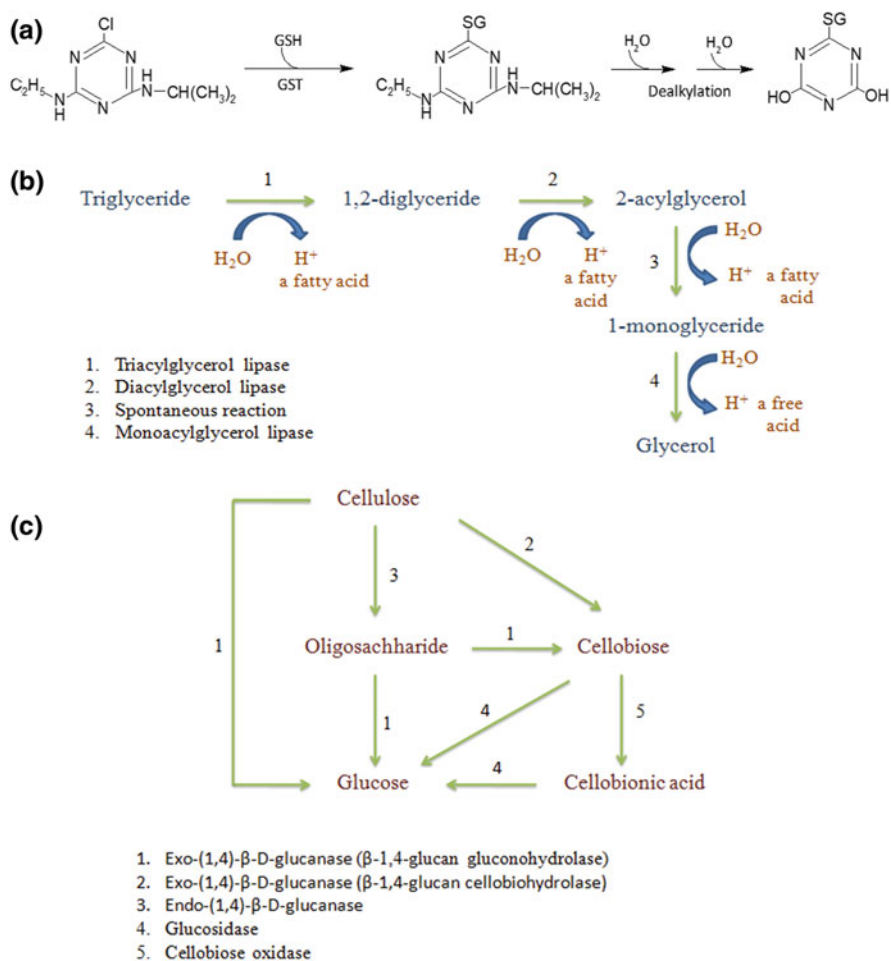 (a)
Cl
N
N
N
C₂H₅
N
H
H
N
CH(CH₃)₂
GSH
GST
SG
N
N
N
C₂H₅
N
H
H
N
CH(CH₃)₂
H₂O
H₂O
Dealkylation
SG
N
N
N
HO
OH
(b)
Triglyceride
1
1,2-diglyceride
2
2-acylglycerol
H₂O
H⁺
a fatty acid
H₂O
H⁺
a fatty
acid
3
H₂O
H⁺ a fatty
acid
1-monoglyceride
4
H₂O
H⁺ a free
acid
Glycerol
1. Triacylglycerol lipase
2. Diacylglycerol lipase
3. Spontaneous reaction
4. Monoacylglycerol lipase
(c)
Cellulose
2
3
1
Oligosachharide
1
Cellobiose
1
4
5
Glucose
4
Cellobionic acid
1. Exo-(1,4)-β-D-glucanase (β-1,4-glucan gluconohydrolase)
2. Exo-(1,4)-β-D-glucanase (β-1,4-glucan cellobiohydrolase)
3. Endo-(1,4)-β-D-glucanase
4. Glucosidase
5. Cellobiose oxidase